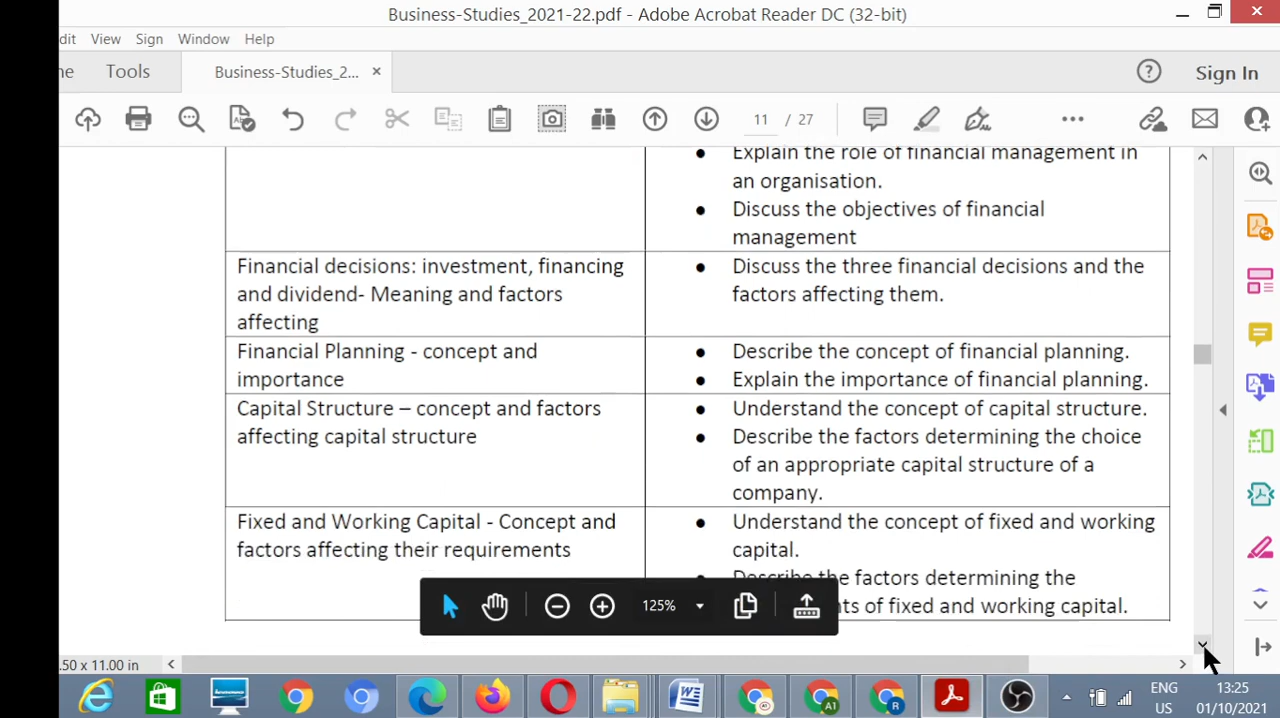 Business-Studies_2021-22.pdf - Adobe Acrobat Reader DC (32-bit)
dit View Sign Window Help
me Tools Business-Studies_2... ×
Sign In
11 / 27
Explain the role of financial management in
an organisation.
• Discuss the objectives of financial
management
Financial decisions: investment, financing
and dividend- Meaning and factors
affecting
• Discuss the three financial decisions and the
factors affecting them.
Financial Planning - concept and
importance
• Describe the concept of financial planning.
• Explain the importance of financial planning.
Capital Structure – concept and factors
affecting capital structure
• Understand the concept of capital structure.
• Describe the factors determining the choice
of an appropriate capital structure of a
company.
Fixed and Working Capital - Concept and
factors affecting their requirements
• Understand the concept of fixed and working
capital.
Describe the factors determining the
nts of fixed and working capital.
125%
.50 x 11.00 in
ENG
US
13:25
01/10/2021